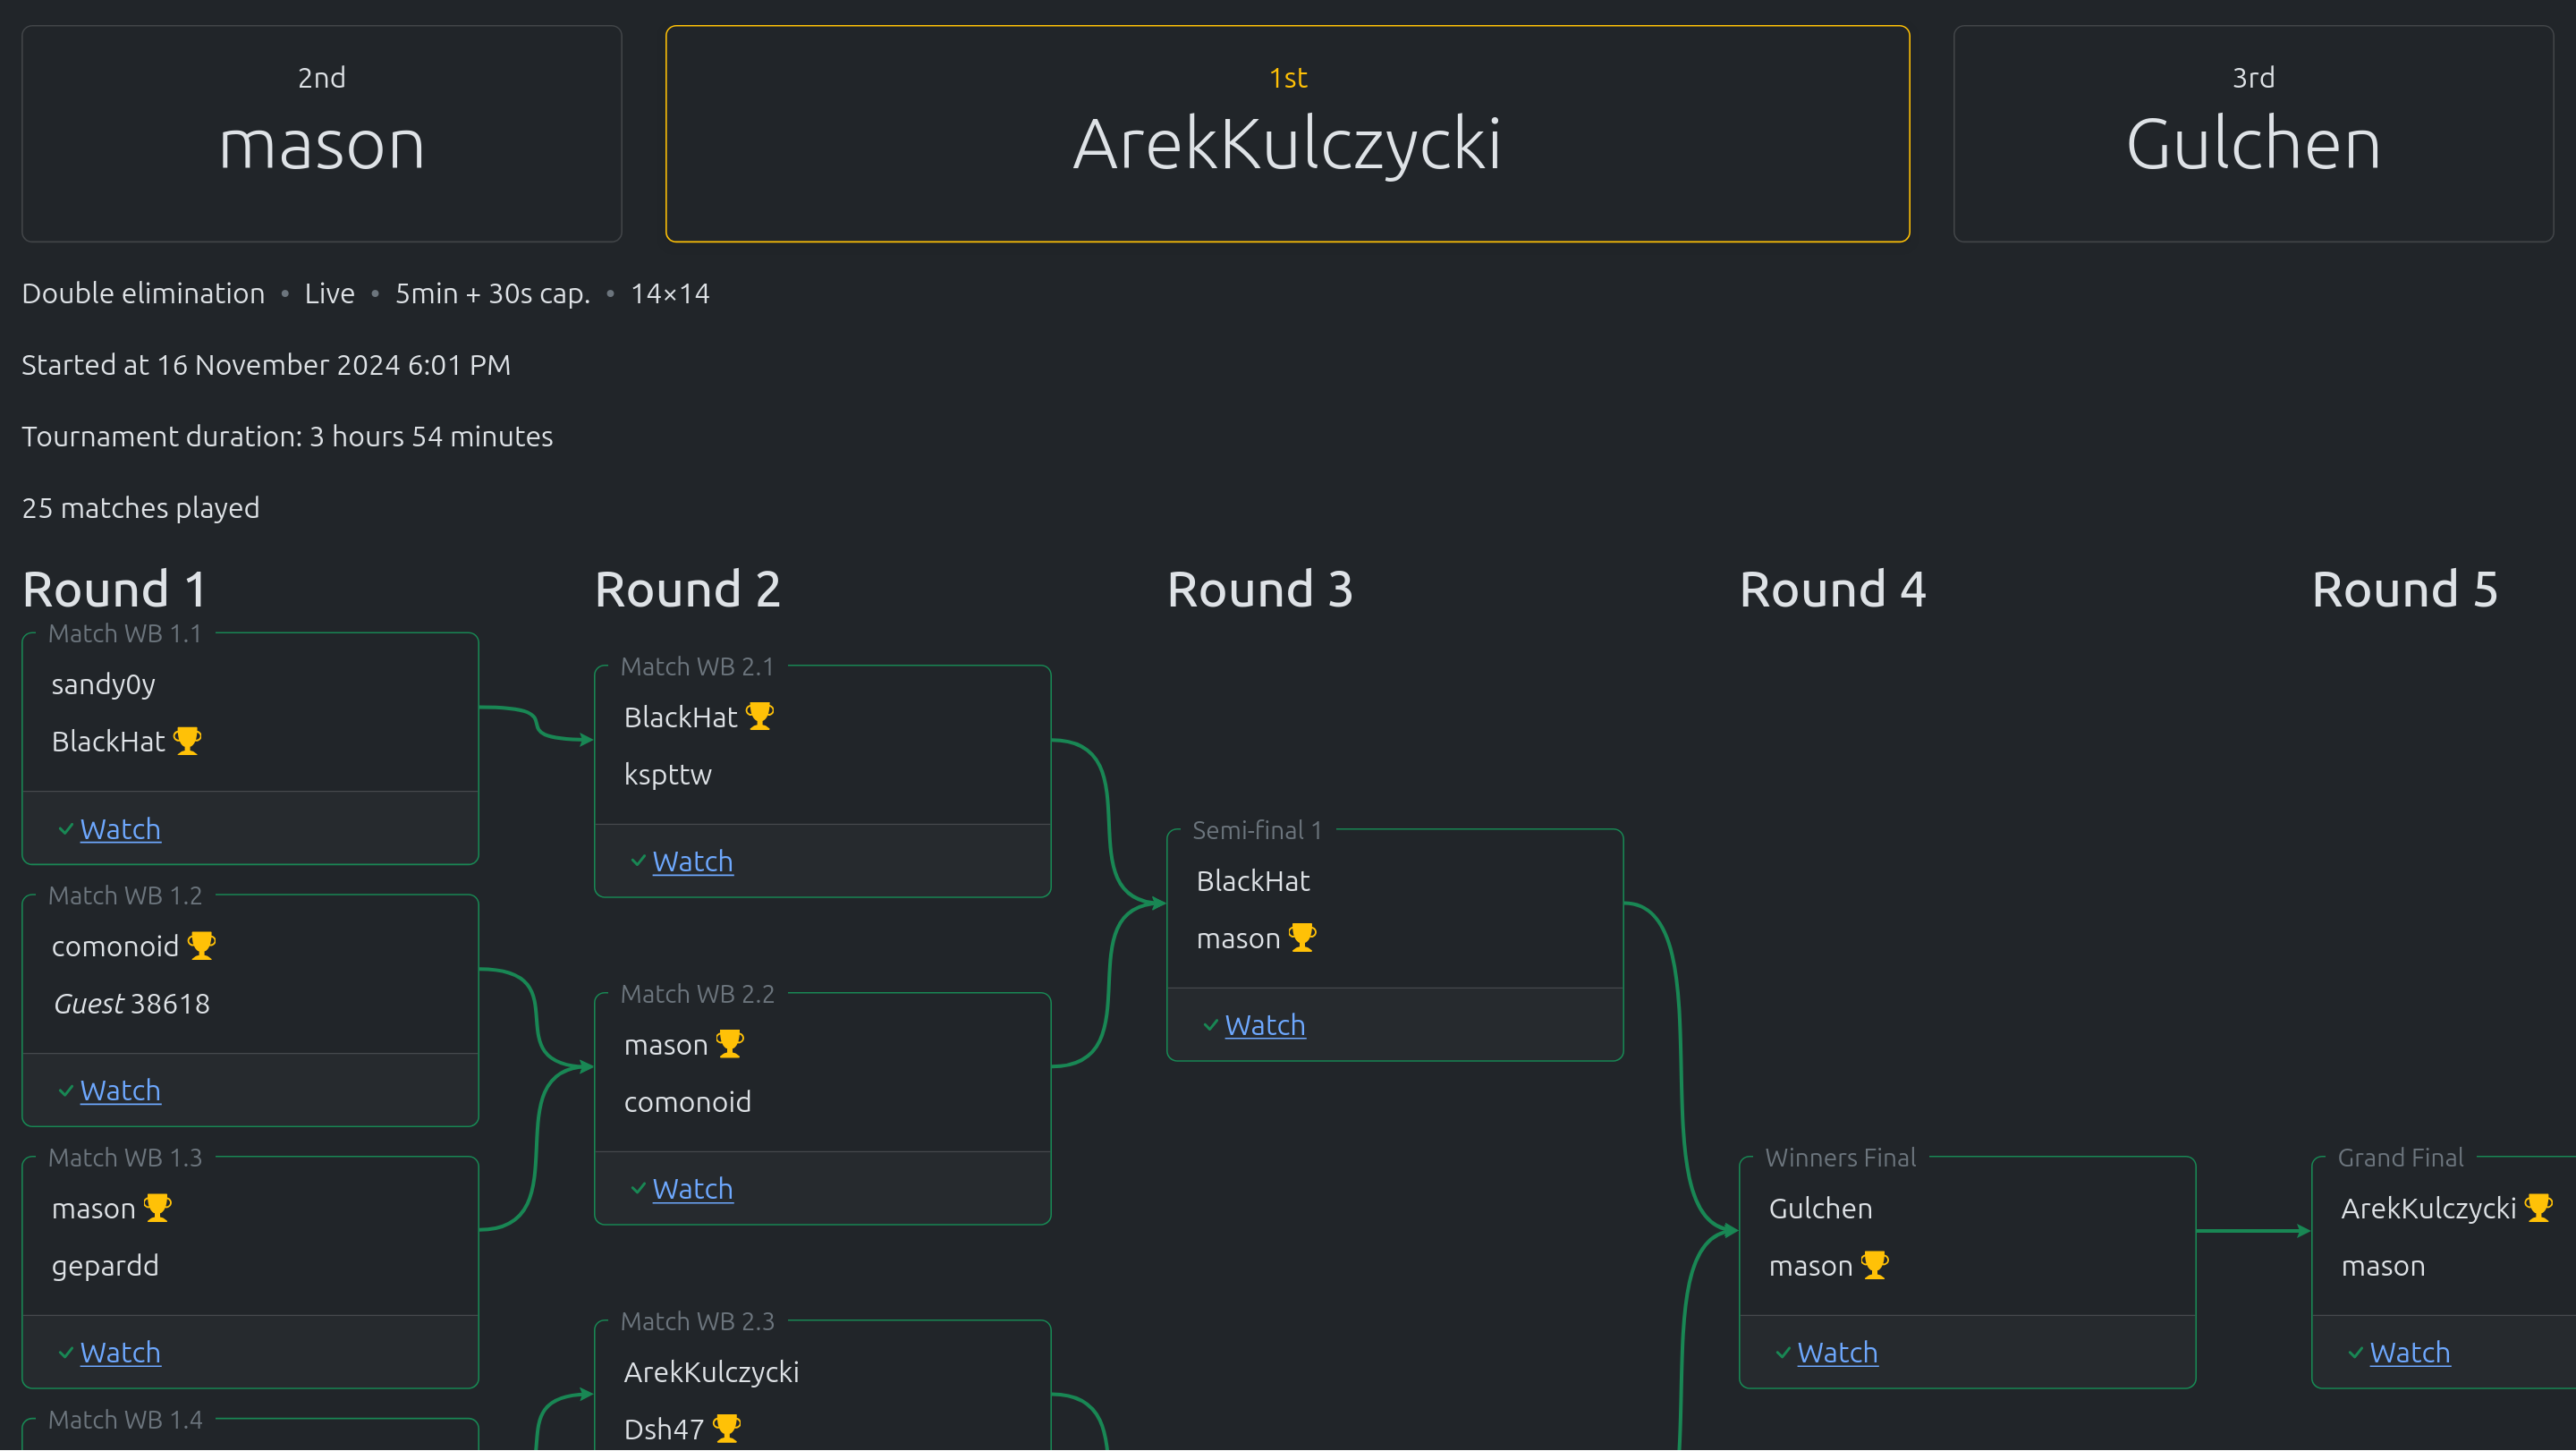 2nd
mason
1st
ArekKulczycki
3rd
Gulchen
Double elimination • Live • 5min + 30s cap. • 14×14
Started at 16 November 2024 6:01 PM
Tournament duration: 3 hours 54 minutes
25 matches played
Round 1
Match WB 1.1
sandy0y
BlackHat
Watch
Match WB 1.2
comonoid
Guest 38618
Watch
Match WB 1.3
mason
gepardd
Watch
Match WB 1.4
Round 2
Match WB 2.1
BlackHat
kspttw
Watch
Match WB 2.2
mason
comonoid
Watch
Match WB 2.3
ArekKulczycki
Dsh47
Round 3
Semi-final 1
BlackHat
mason
Watch
Round 4
Winners Final
Gulchen
mason
Watch
Round 5
Grand Final
ArekKulczycki
mason
Watch